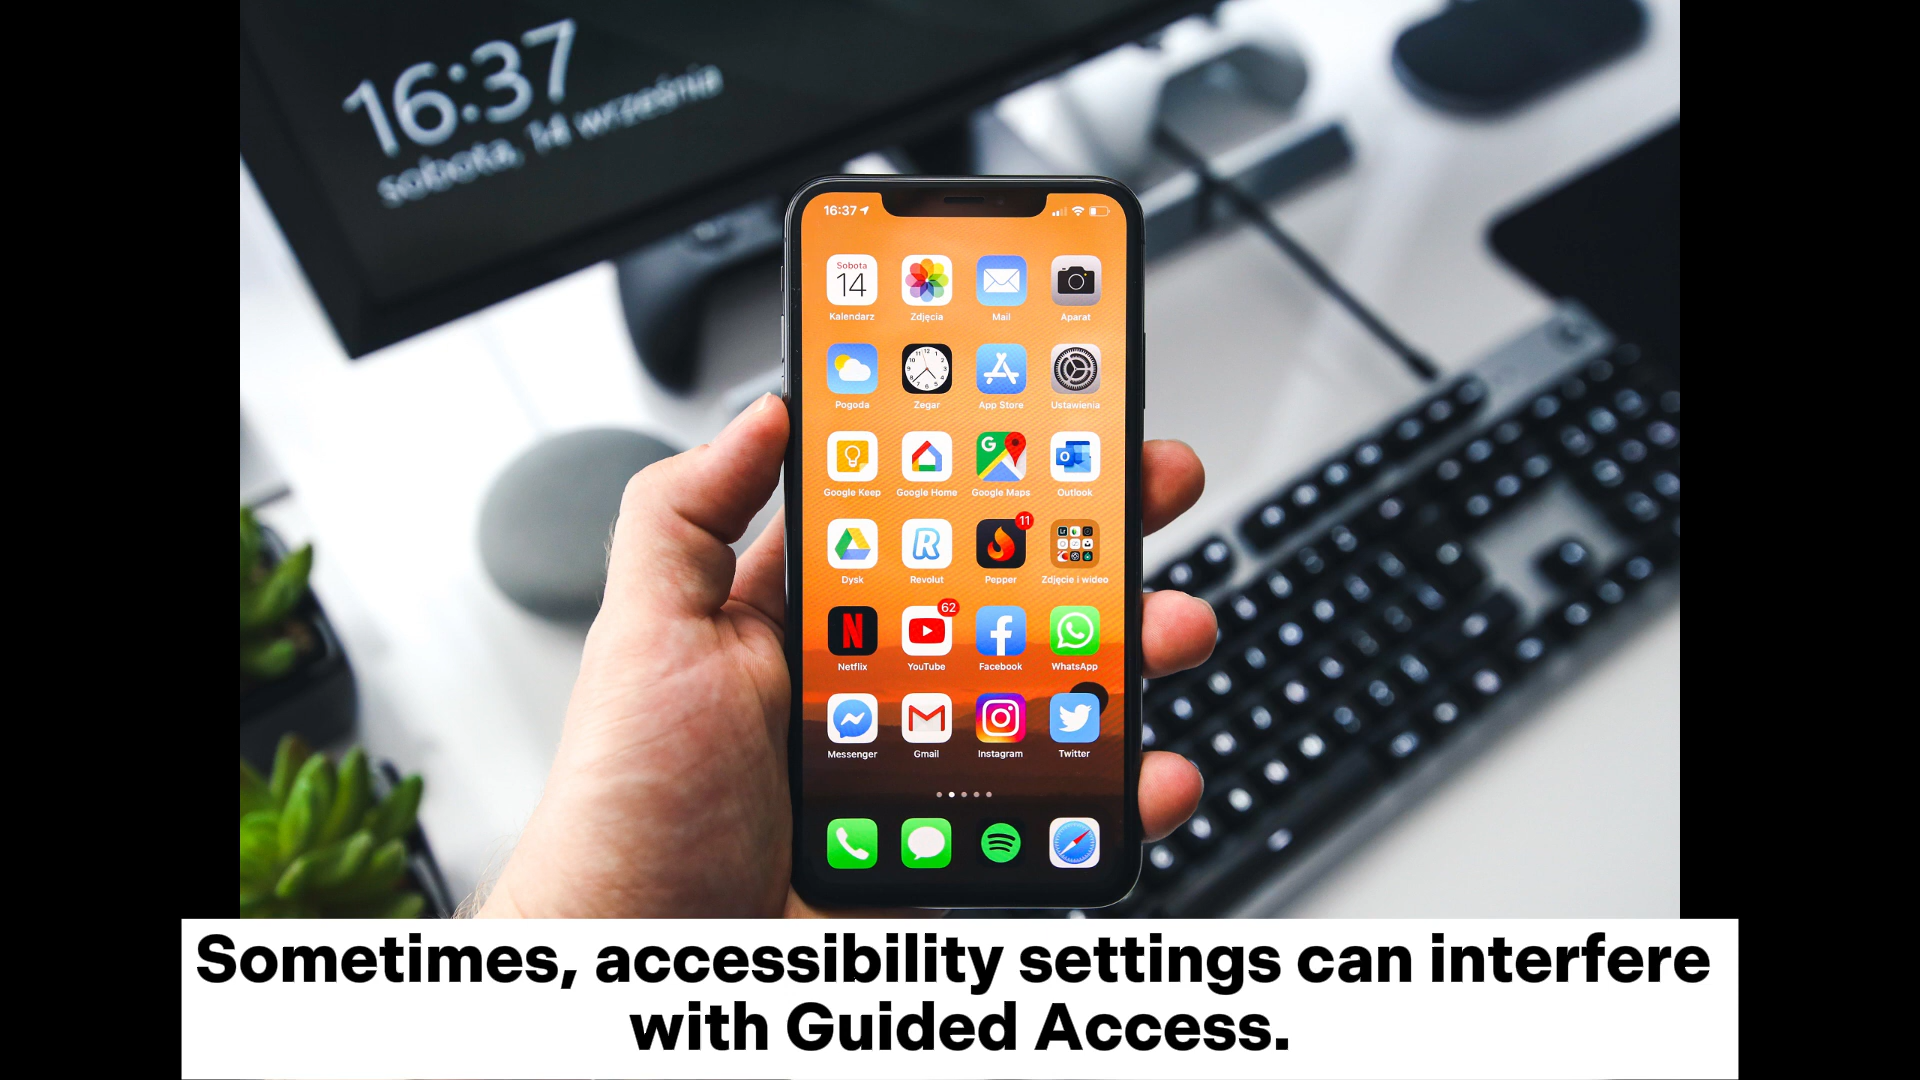 16:37
sobota, 14 września
16:37
Sobota
14
Kalendarz
Zdjęcia
Mail
Aparat
Pogoda
Zegar
App Store
Ustawienia
Google Keep
Google Home
Google Maps
Outlook
11
Dysk
Revolut
Pepper
Zdjęcie i wideo
62
Netflix
YouTube
Facebook
WhatsApp
Messenger
Gmail
Instagram
Twitter
Sometimes, accessibility settings can interfere
with Guided Access.